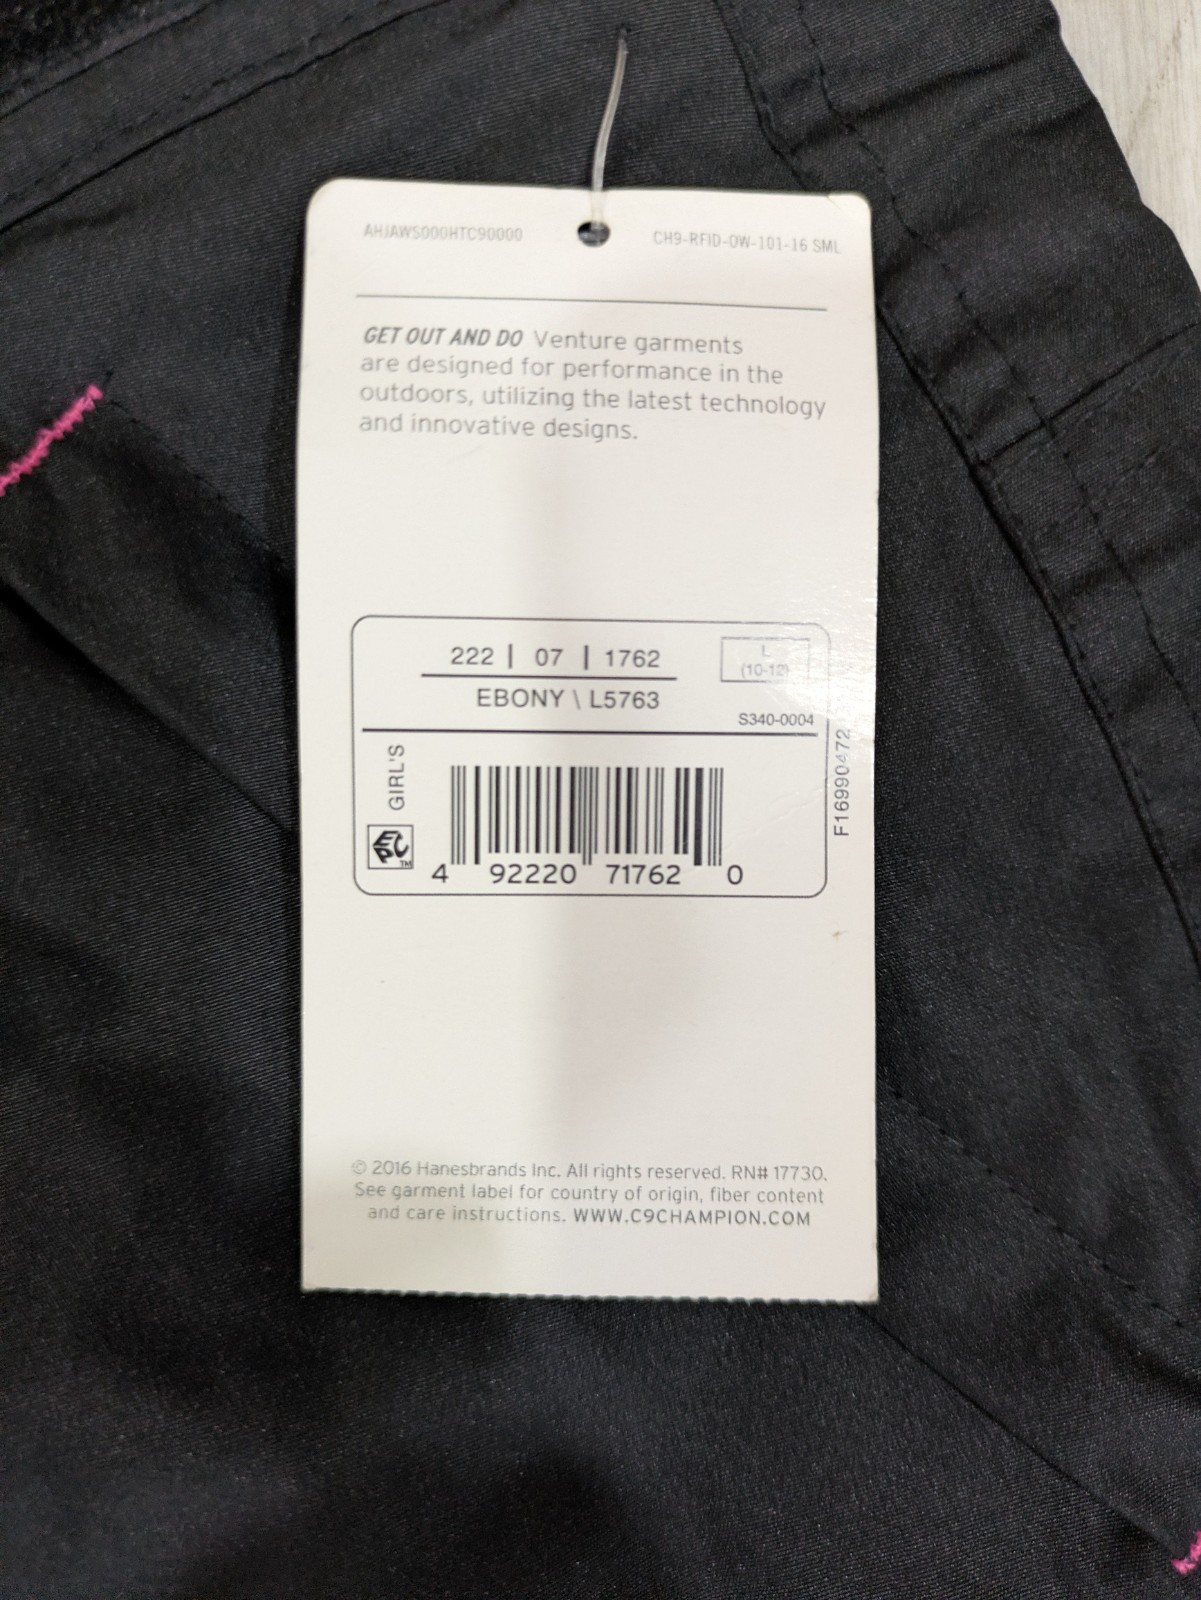 AHJAWS000HTC90000
CH9-RFID-OW-101-16 SML
GET OUT AND DO Venture garments
are designed for performance in the
outdoors, utilizing the latest technology
and innovative designs.
222 | 07 | 1762
L
(10-12)
EBONY \ L5763
S340-0004
GIRL'S
F16990472
EPC TM
4 92220 71762 0
© 2016 Hanesbrands Inc. All rights reserved. RN# 17730.
See garment label for country of origin, fiber content
and care instructions. WWW.C9CHAMPION.COM